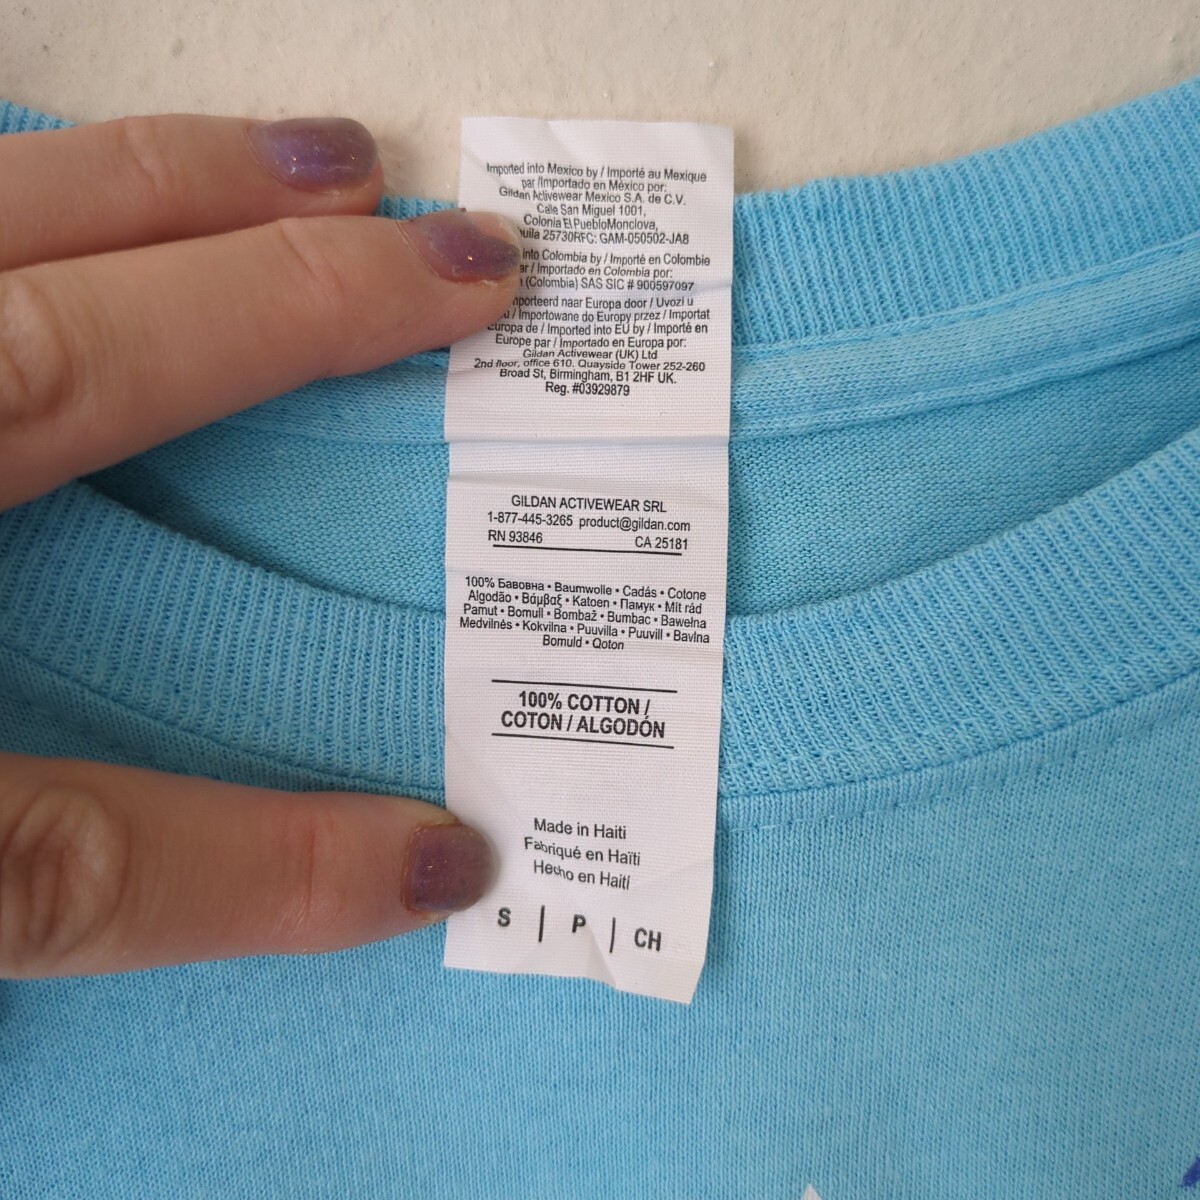 Imported into Mexico by / Importé au Mexique
par /Importado en México por:
Gildan Activewear Mexico S.A. de C.V.
Calle San Miguel 1001,
Colonia El PuebloMonclova,
25730RFC: GAM-050502-JA8
into Colombia by / Importé en Colombie
/ Importado en Colombia por:
(Colombia) SAS SIC # 900597097
naar Europa door / Uvozi u
/ Importowane do Europy przez / Importat
Europa de / Imported into EU by / Importé en
Europe par / Importado en Europa por:
Gildan Activewear (UK) Ltd
2nd floor, office 610. Quayside Tower 252-260
Broad St, Birmingham, B1 2HF UK.
Reg. #03929879
GILDAN ACTIVEWEAR SRL
1-877-445-3265 product@gildan.com
RN 93846 CA 25181
100% Бавовна • Baumwolle • Cadás • Cotone
Algodão • Βάμβαξ • Katoen • Памук • Mit rád
Pamut • Bomull • Bombaž • Bumbac • Bawełna
Medvilnės • Kokvilna • Puuvilla • Puuvill • Bavlna
Bomuld • Qoton
100% COTTON /
COTON / ALGODÓN
Made in Haiti
Fabriqué en Haïti
Hecho en Haití
S | P | CH